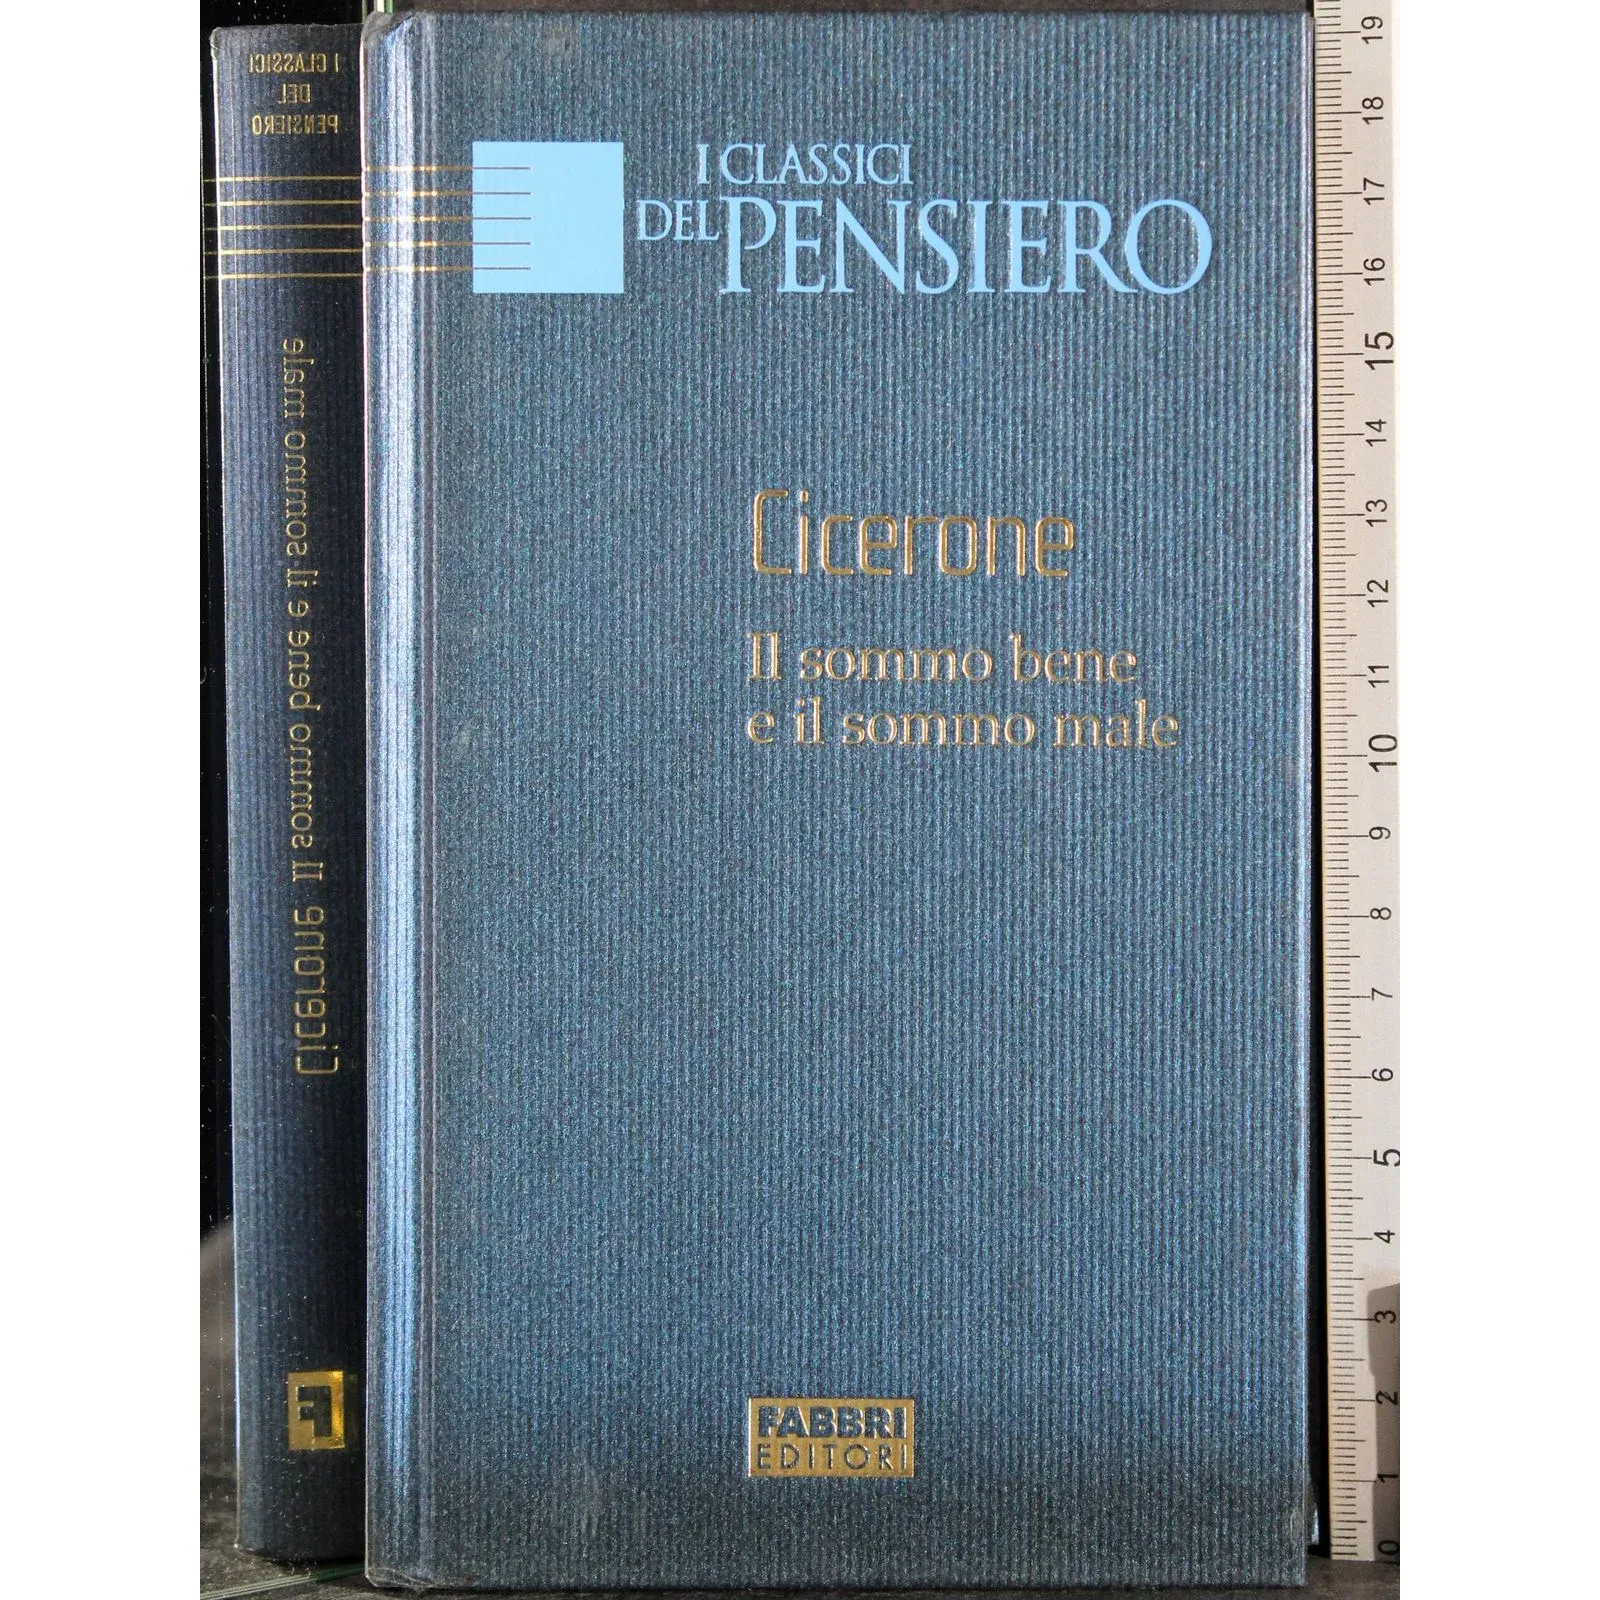 I CLASSICI
DEL
PENSIERO
Cicerone Il sommo bene e il sommo male
F
I CLASSICI
DEL PENSIERO
Cicerone
Il sommo bene
e il sommo male
FABBRI
EDITORI
19
18
17
16
15
14
13
12
11
10
9
8
7
6
5
4
3
2
1
0